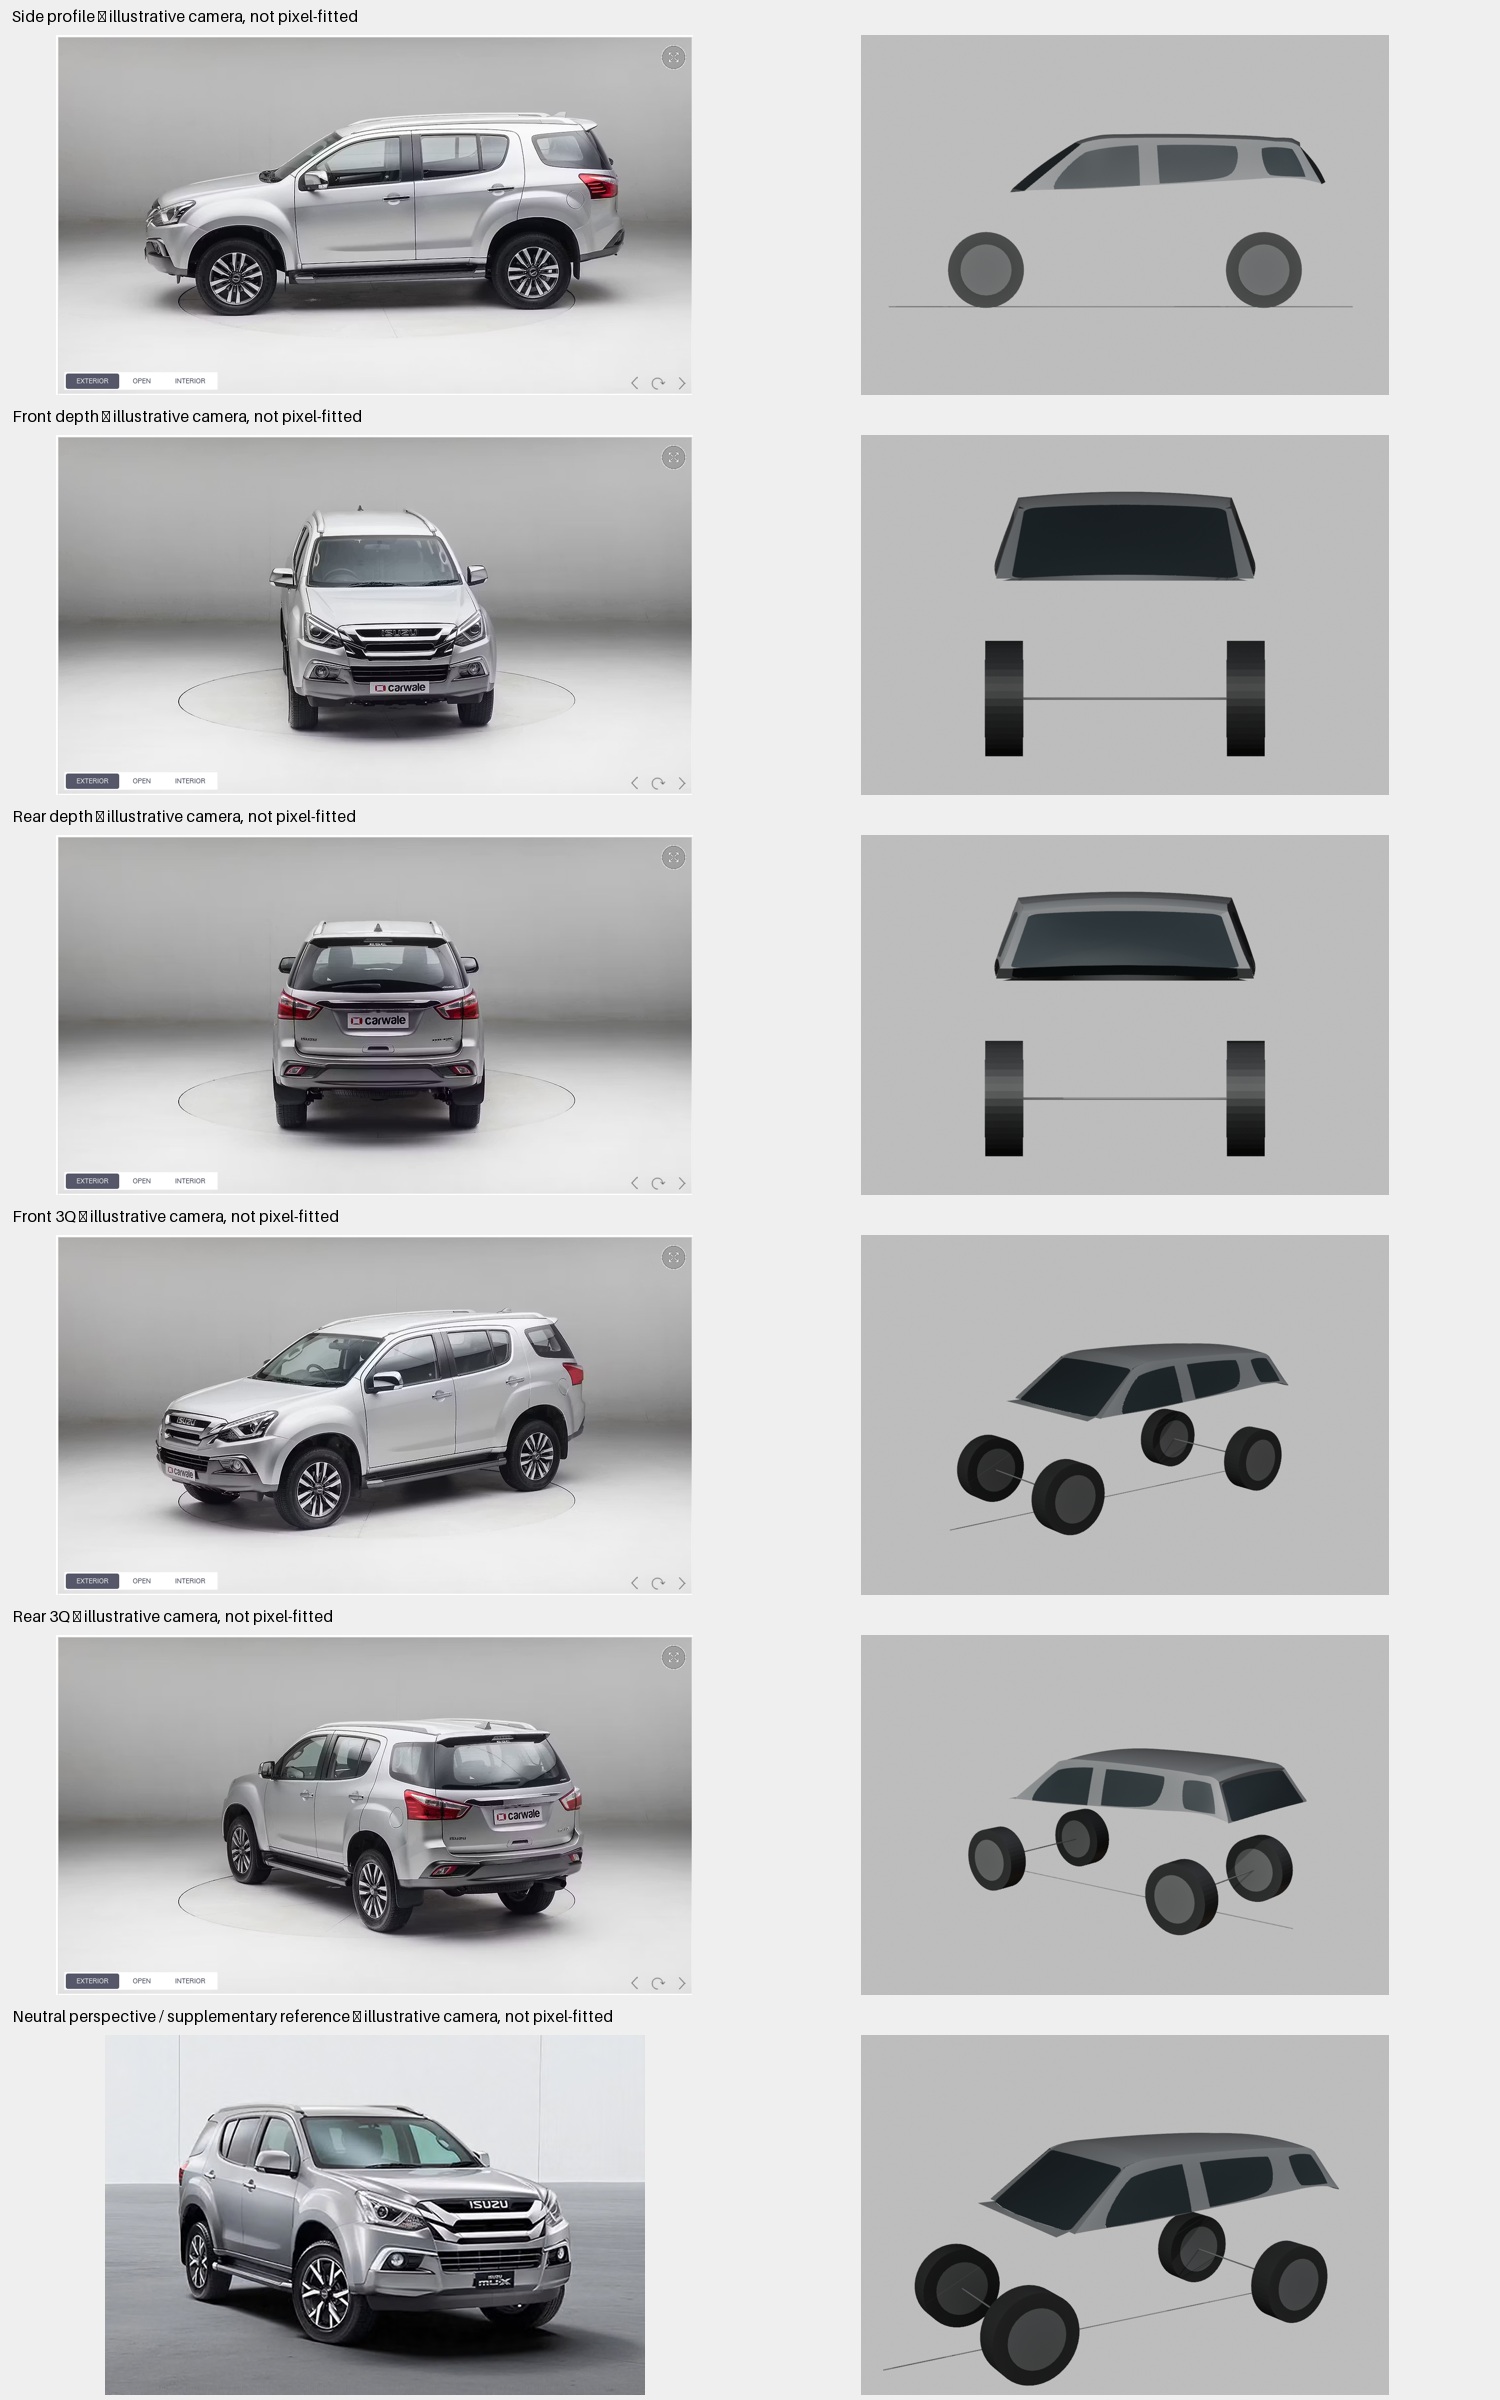 Side profile illustrative camera, not pixel-fitted
EXTERIOR OPEN INTERIOR
Front depth illustrative camera, not pixel-fitted
ISUZU
carwale
EXTERIOR OPEN INTERIOR
Rear depth illustrative camera, not pixel-fitted
carwale
EXTERIOR OPEN INTERIOR
Front 3Q illustrative camera, not pixel-fitted
ISUZU
carwale
EXTERIOR OPEN INTERIOR
Rear 3Q illustrative camera, not pixel-fitted
carwale
ISUZU
EXTERIOR OPEN INTERIOR
Neutral perspective / supplementary reference illustrative camera, not pixel-fitted
ISUZU
ISUZU
MU-X